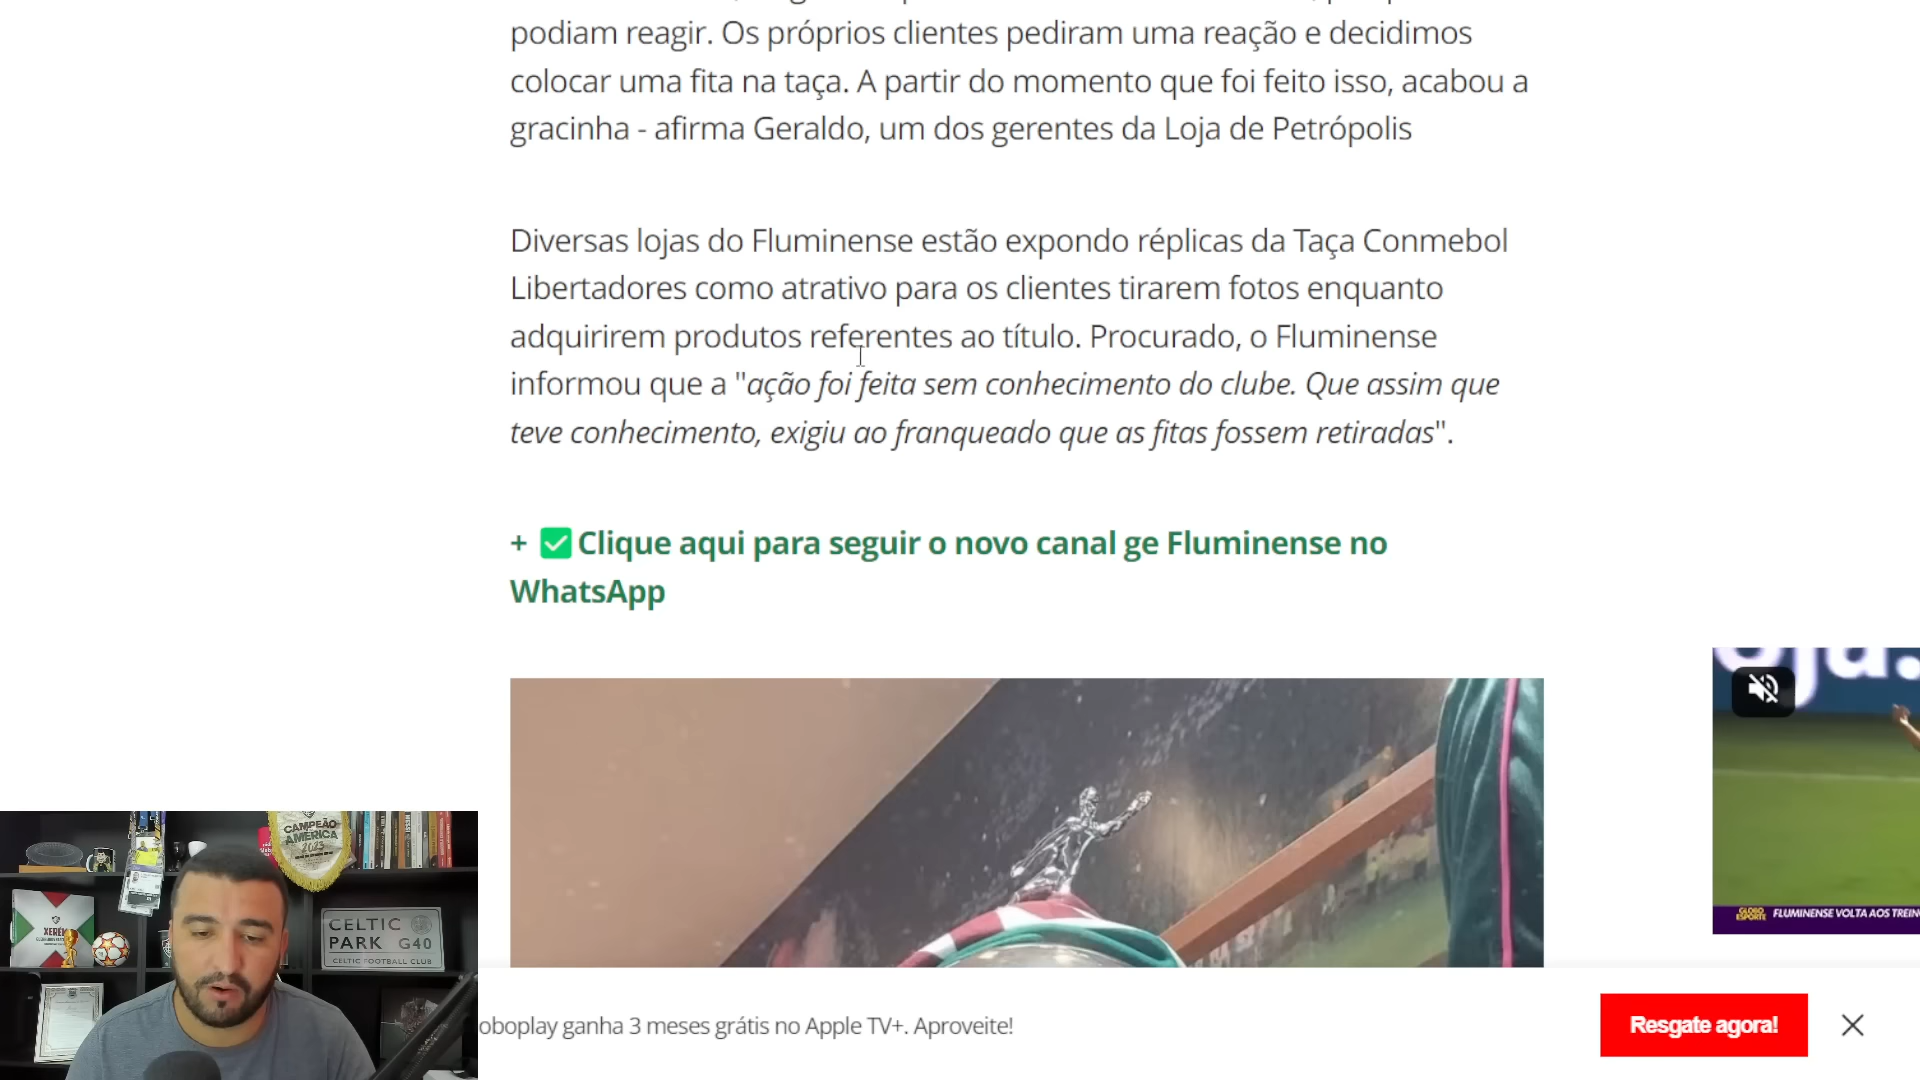 podiam reagir. Os próprios clientes pediram uma reação e decidimos
colocar uma fita na taça. A partir do momento que foi feito isso, acabou a
gracinha - afirma Geraldo, um dos gerentes da Loja de Petrópolis
Diversas lojas do Fluminense estão expondo réplicas da Taça Conmebol
Libertadores como atrativo para os clientes tirarem fotos enquanto
adquirirem produtos referentes ao título. Procurado, o Fluminense
informou que a "ação foi feita sem conhecimento do clube. Que assim que
teve conhecimento, exigiu ao franqueado que as fitas fossem retiradas".
+ ✅ Clique aqui para seguir o novo canal ge Fluminense no
WhatsApp
GLOBO
ESPORTE
FLUMINENSE VOLTA AOS TREIN
CAMPEÃO
AMÉRICA
2023
XERÉM
CELTIC
PARK G40
CELTIC FOOTBALL CLUB
oboplay ganha 3 meses grátis no Apple TV+. Aproveite!
Resgate agora!